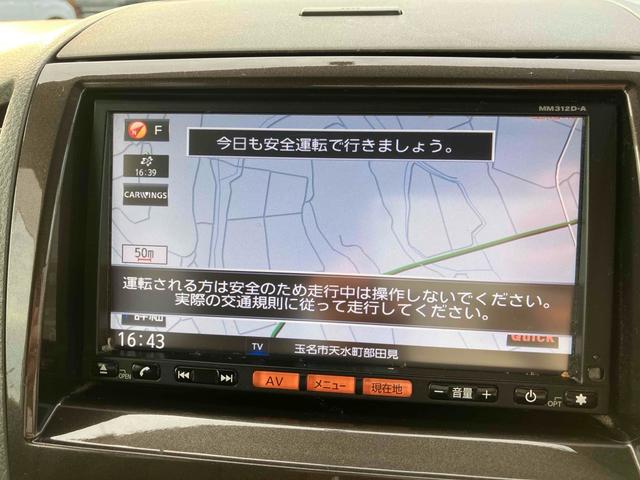 MM312D-A
F
今日も安全運転で行きましょう。
16:39
CARWINGS
50m
運転される方は安全のため走行中は操作しないでください。
実際の交通規則に従って走行してください。
詳細
Quick
16:43
TV
玉名市天水町部田見
OPEN
AV
メニュー
現在地
音量
OPT